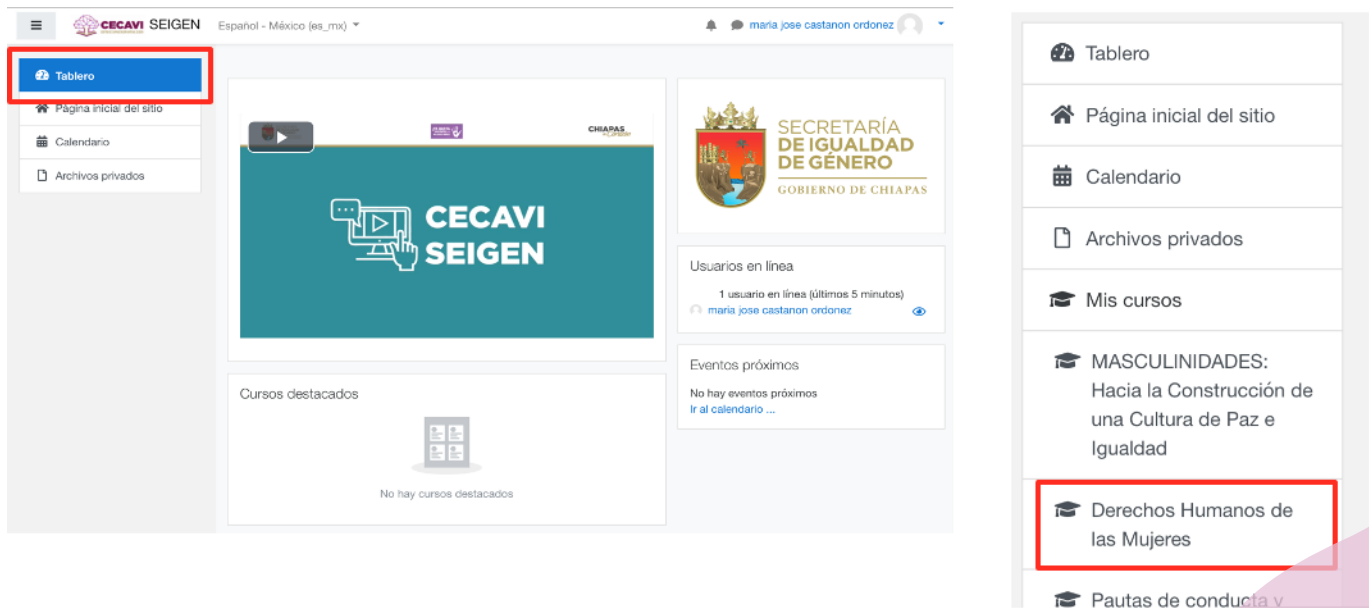 CECAVI SEIGEN
Español - México (es_mx)
maria jose castanon ordonez
Tablero
Página inicial del sitio
Calendario
Archivos privados
CHIAPAS
CECAVI
SEIGEN
Cursos destacados
No hay cursos destacados
SECRETARÍA
DE IGUALDAD
DE GÉNERO
GOBIERNO DE CHIAPAS
Usuarios en línea
1 usuario en línea (últimos 5 minutos)
maria jose castanon ordonez
Eventos próximos
No hay eventos próximos
Ir al calendario ...
Tablero
Página inicial del sitio
Calendario
Archivos privados
Mis cursos
MASCULINIDADES:
Hacia la Construcción de
una Cultura de Paz e
Igualdad
Derechos Humanos de
las Mujeres
Pautas de conducta y